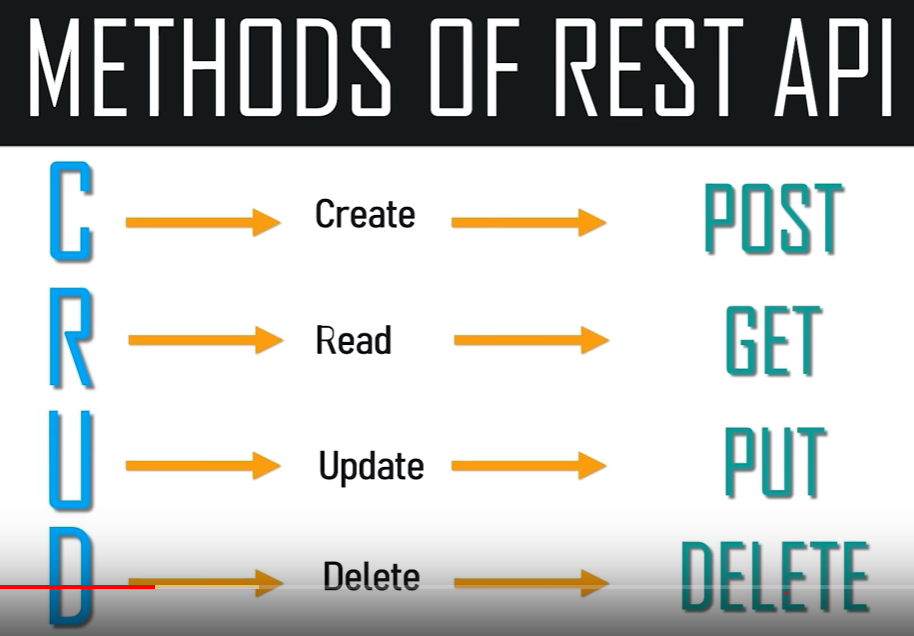 METHODS OF REST API
C Create POST
R Read GET
U Update PUT
D Delete DELETE